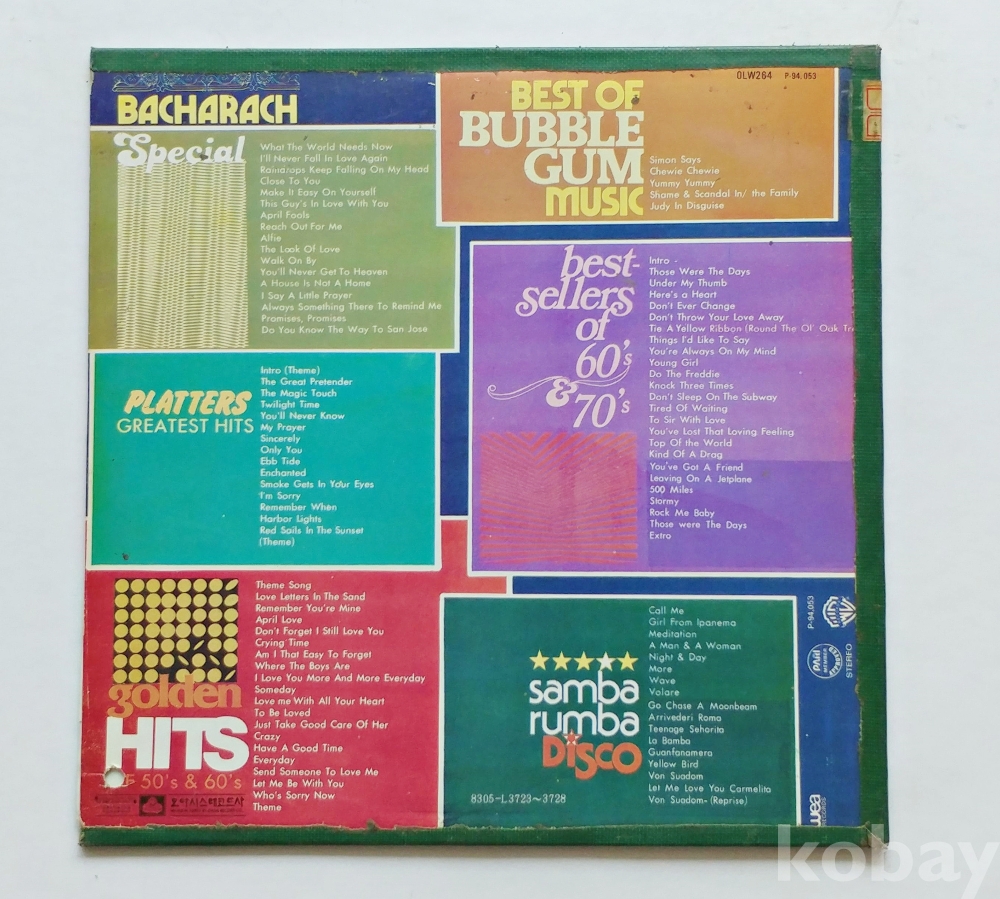 BACHARACH
Special
What The World Needs Now
I'll Never Fall In Love Again
Raindrops Keep Falling On My Head
Close To You
Make It Easy On Yourself
This Guy's In Love With You
April Fools
Reach Out For Me
Alfie
The Look Of Love
Walk On By
You'll Never Get To Heaven
A House Is Not A Home
I Say A Little Prayer
Always Something There To Remind Me
Promises, Promises
Do You Know The Way To San Jose
OLW264 P-94,053
BEST OF
BUBBLE
GUM
MUSIC
Simon Says
Chewie Chewie
Yummy Yummy
Shame & Scandal In/ the Family
Judy In Disguise
best-
sellers
of
60's
&
70's
Intro -
Those Were The Days
Under My Thumb
Here's a Heart
Don't Ever Change
Don't Throw Your Love Away
Tie A Yellow Ribbon (Round The Ol' Oak Tr
Things I'd Like To Say
You're Always On My Mind
Young Girl
Do The Freddie
Knock Three Times
Don't Sleep On The Subway
Tired Of Waiting
To Sir With Love
You've Lost That Loving Feeling
Top Of the World
Kind Of A Drag
You've Got A Friend
Leaving On A Jetplane
500 Miles
Stormy
Rock Me Baby
Those were The Days
Extro
PLATTERS
GREATEST HITS
Intro (Theme)
The Great Pretender
The Magic Touch
Twilight Time
You'll Never Know
My Prayer
Sincerely
Only You
Ebb Tide
Enchanted
Smoke Gets In Your Eyes
I'm Sorry
Remember When
Harbor Lights
Red Sails In The Sunset
(Theme)
golden
HITS
OF 50's & 60's
Theme Song
Love Letters In The Sand
Remember You're Mine
April Love
Don't Forget I Still Love You
Crying Time
Am I That Easy To Forget
Where The Boys Are
I Love You More And More Everyday
Someday
Love me With All Your Heart
To Be Loved
Just Take Good Care Of Her
Crazy
Have A Good Time
Everyday
Send Someone To Love Me
Let Me Be With You
Who's Sorry Now
Theme
samba
rumba
Disco
8305-L3723~3728
Call Me
Girl From Ipanema
Meditation
A Man & A Woman
Night & Day
More
Wave
Volare
Go Chase A Moonbeam
Arrivederi Roma
Teenage Sehorita
La Bamba
Guanfanamera
Yellow Bird
Von Suadom
Let Me Love You Carmelita
Von Suadom- (Reprise)
P-94,053
STEREO
wea
kobay